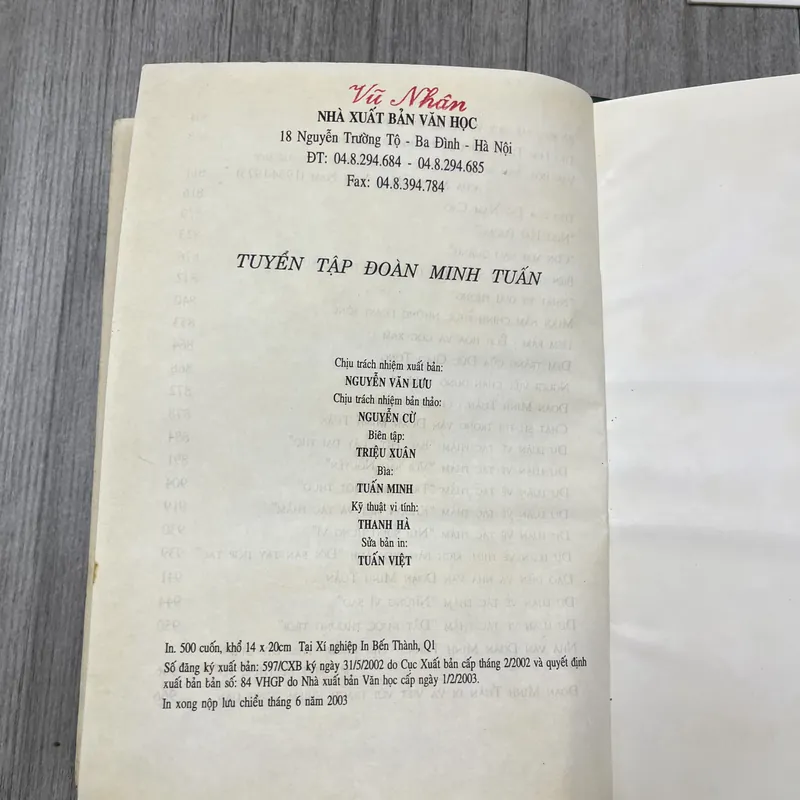 Vũ Nhân
NHÀ XUẤT BẢN VĂN HỌC
18 Nguyễn Trường Tộ - Ba Đình - Hà Nội
ĐT: 04.8.294.684 - 04.8.294.685
Fax: 04.8.394.784
TUYỂN TẬP ĐOÀN MINH TUẤN
Chịu trách nhiệm xuất bản:
NGUYỄN VĂN LƯU
Chịu trách nhiệm bản thảo:
NGUYỄN CỪ
Biên tập:
TRIỆU XUÂN
Bìa:
TUẤN MINH
Kỹ thuật vi tính:
THANH HÀ
Sửa bản in:
TUẤN VIỆT
In. 500 cuốn, khổ 14 x 20cm Tại Xí nghiệp In Bến Thành, Q1
Số đăng ký xuất bản: 597/CXB ký ngày 31/5/2002 do Cục Xuất bản cấp tháng 2/2002 và quyết định
xuất bản bản số: 84 VHGP do Nhà xuất bản Văn học cấp ngày 1/2/2003.
In xong nộp lưu chiểu tháng 6 năm 2003